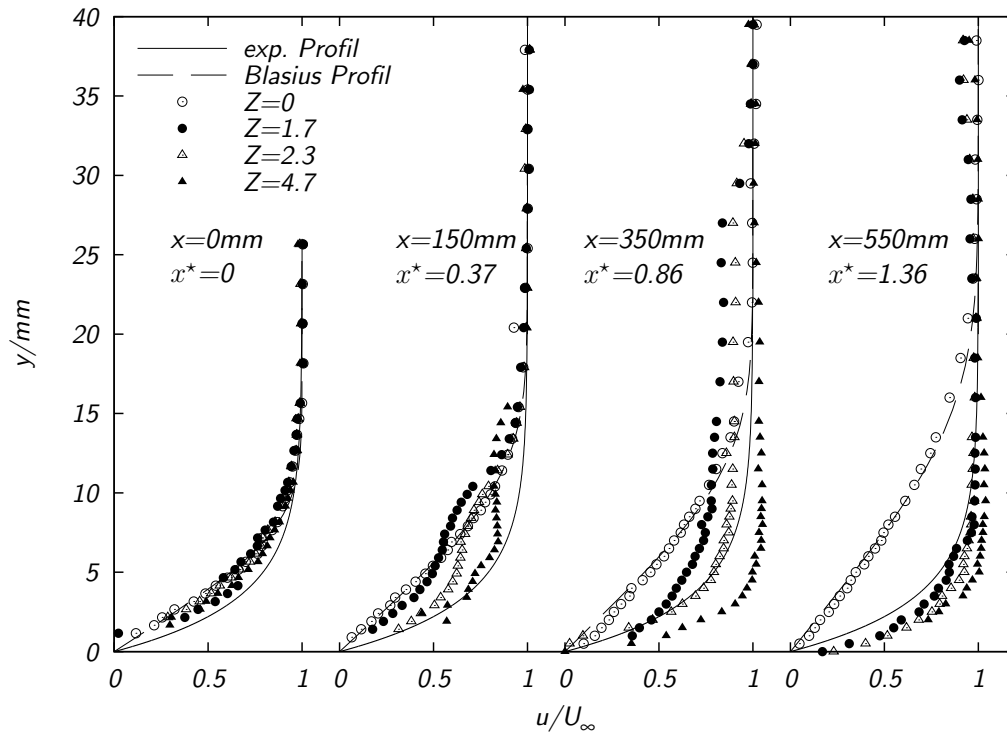 40
35
30
25
20
15
10
5
0
y/mm
exp. Profil
Blasius Profil
Z=0
Z=1.7
Z=2.3
Z=4.7
x=0mm
x⋆=0
x=150mm
x⋆=0.37
x=350mm
x⋆=0.86
x=550mm
x⋆=1.36
0 0.5 1 0 0.5 1 0 0.5 1 0 0.5 1
u/U∞